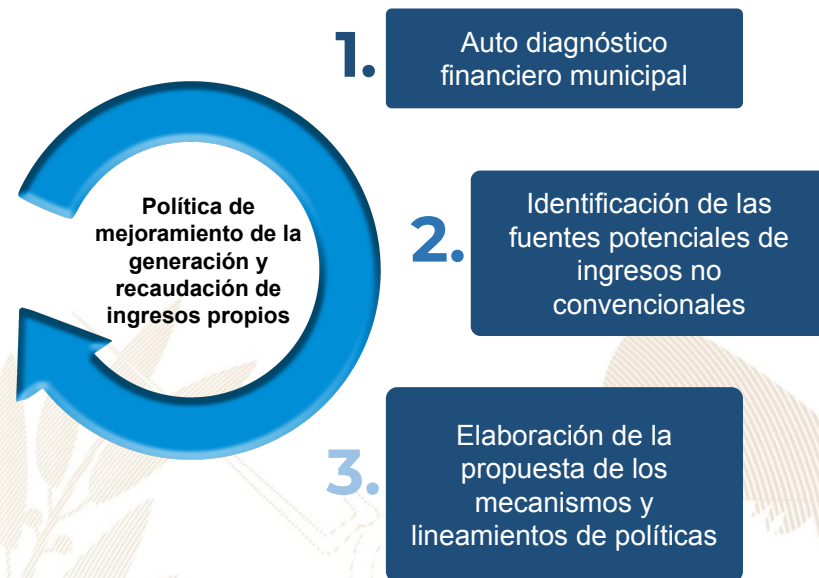 1.
Auto diagnóstico
financiero municipal
Política de
mejoramiento de la
generación y
recaudación de
ingresos propios
2.
Identificación de las
fuentes potenciales de
ingresos no
convencionales
3.
Elaboración de la
propuesta de los
mecanismos y
lineamientos de políticas